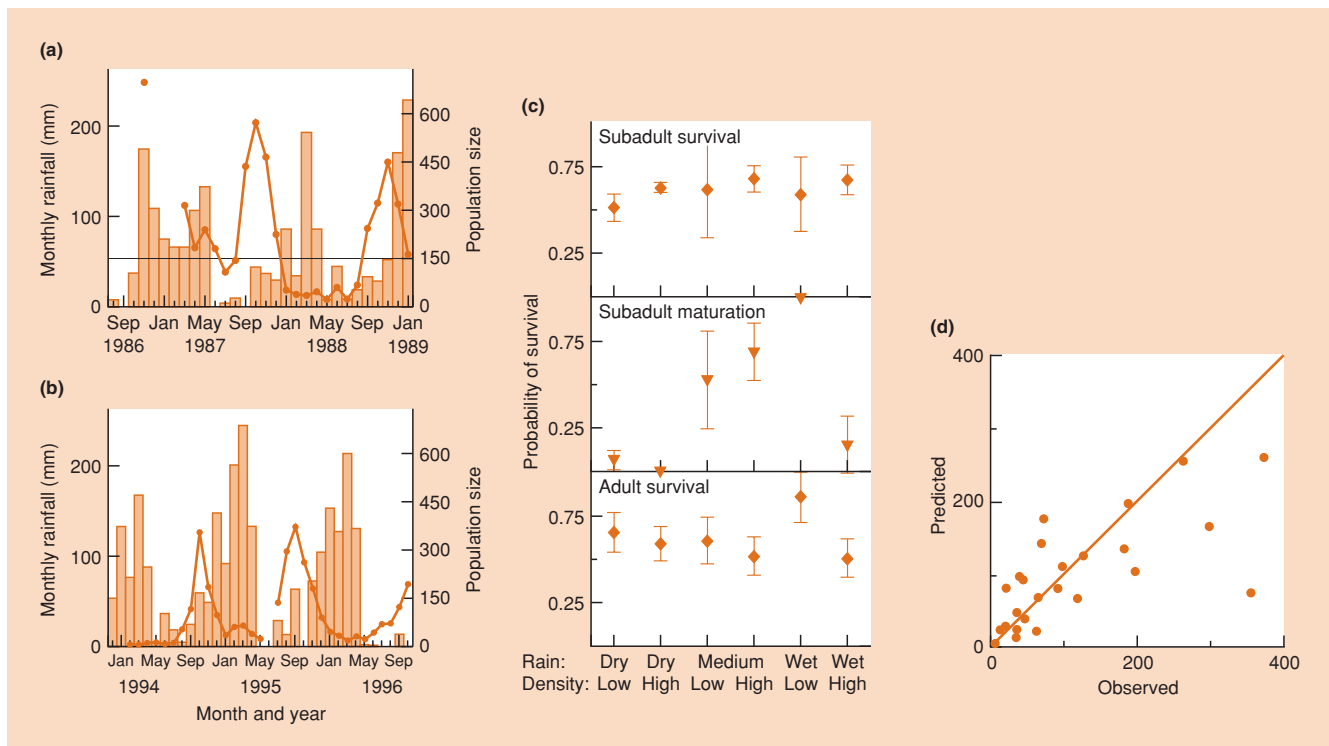 (a)
Monthly rainfall (mm)
200
100
0
Population size
600
450
300
150
0
Sep Jan May Sep Jan May Sep Jan
1986 1987 1988 1989
(b)
Monthly rainfall (mm)
200
100
0
Population size
600
450
300
150
0
Jan May Sep Jan May Sep Jan May Sep
1994 1995 1996
Month and year
(c)
Probability of survival
Subadult survival
0.75
0.25
Subadult maturation
0.75
0.25
Adult survival
0.75
0.25
Rain: Dry Dry Medium Wet Wet
Density: Low High Low High Low High
(d)
Predicted
400
200
0
0 200 400
Observed